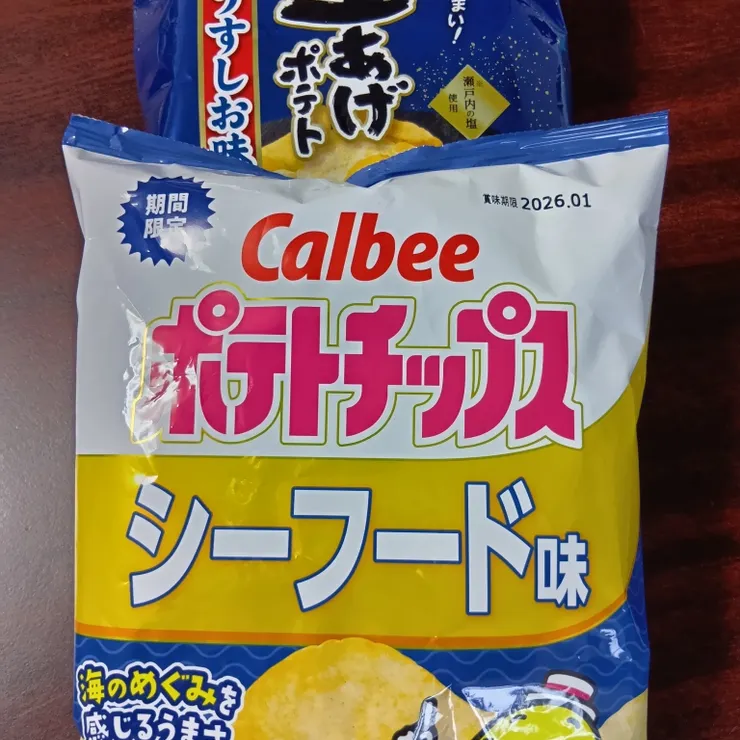 うすしお味
あげ
ポテト
まい!
瀬戸内の塩
使用
期間
限定
賞味期限 2026.01
Calbee
ポテトチップス
シーフード味
海のめぐみを
感じるうまさ